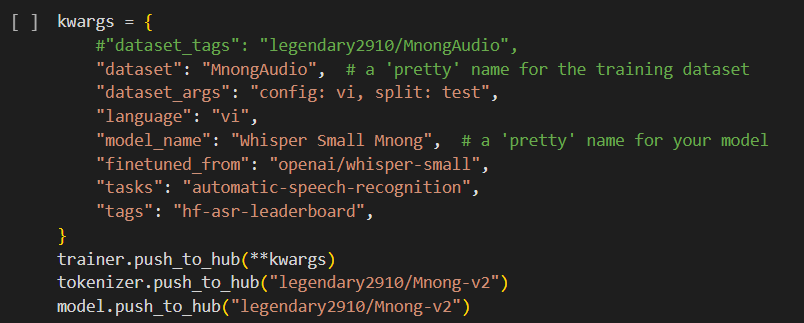 [ ] kwargs = {
    #"dataset_tags": "legendary2910/MnongAudio",
    "dataset": "MnongAudio",  # a 'pretty' name for the training dataset
    "dataset_args": "config: vi, split: test",
    "language": "vi",
    "model_name": "Whisper Small Mnong",  # a 'pretty' name for your model
    "finetuned_from": "openai/whisper-small",
    "tasks": "automatic-speech-recognition",
    "tags": "hf-asr-leaderboard",
}
trainer.push_to_hub(**kwargs)
tokenizer.push_to_hub("legendary2910/Mnong-v2")
model.push_to_hub("legendary2910/Mnong-v2")